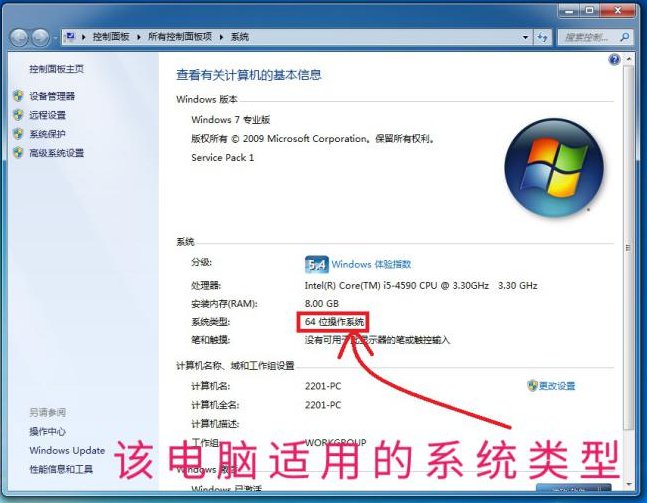 控制面板 ▸ 所有控制面板项 ▸ 系统
搜索控制...
控制面板主页
设备管理器
远程设置
系统保护
高级系统设置
查看有关计算机的基本信息
Windows 版本
Windows 7 专业版
版权所有 © 2009 Microsoft Corporation。保留所有权利。
Service Pack 1
系统
分级:
5.4 Windows 体验指数
处理器:
Intel(R) Core(TM) i5-4590 CPU @ 3.30GHz 3.30 GHz
安装内存(RAM):
8.00 GB
系统类型:
64 位操作系统
笔和触摸:
没有可用于此显示器的笔或触控输入
计算机名称、域和工作组设置
计算机名:
2201-PC
更改设置
计算机全名:
2201-PC
计算机描述:
工作组:
WORKGROUP
Windows 激活
Windows 已激活
另请参阅
操作中心
Windows Update
性能信息和工具
该电脑适用的系统类型